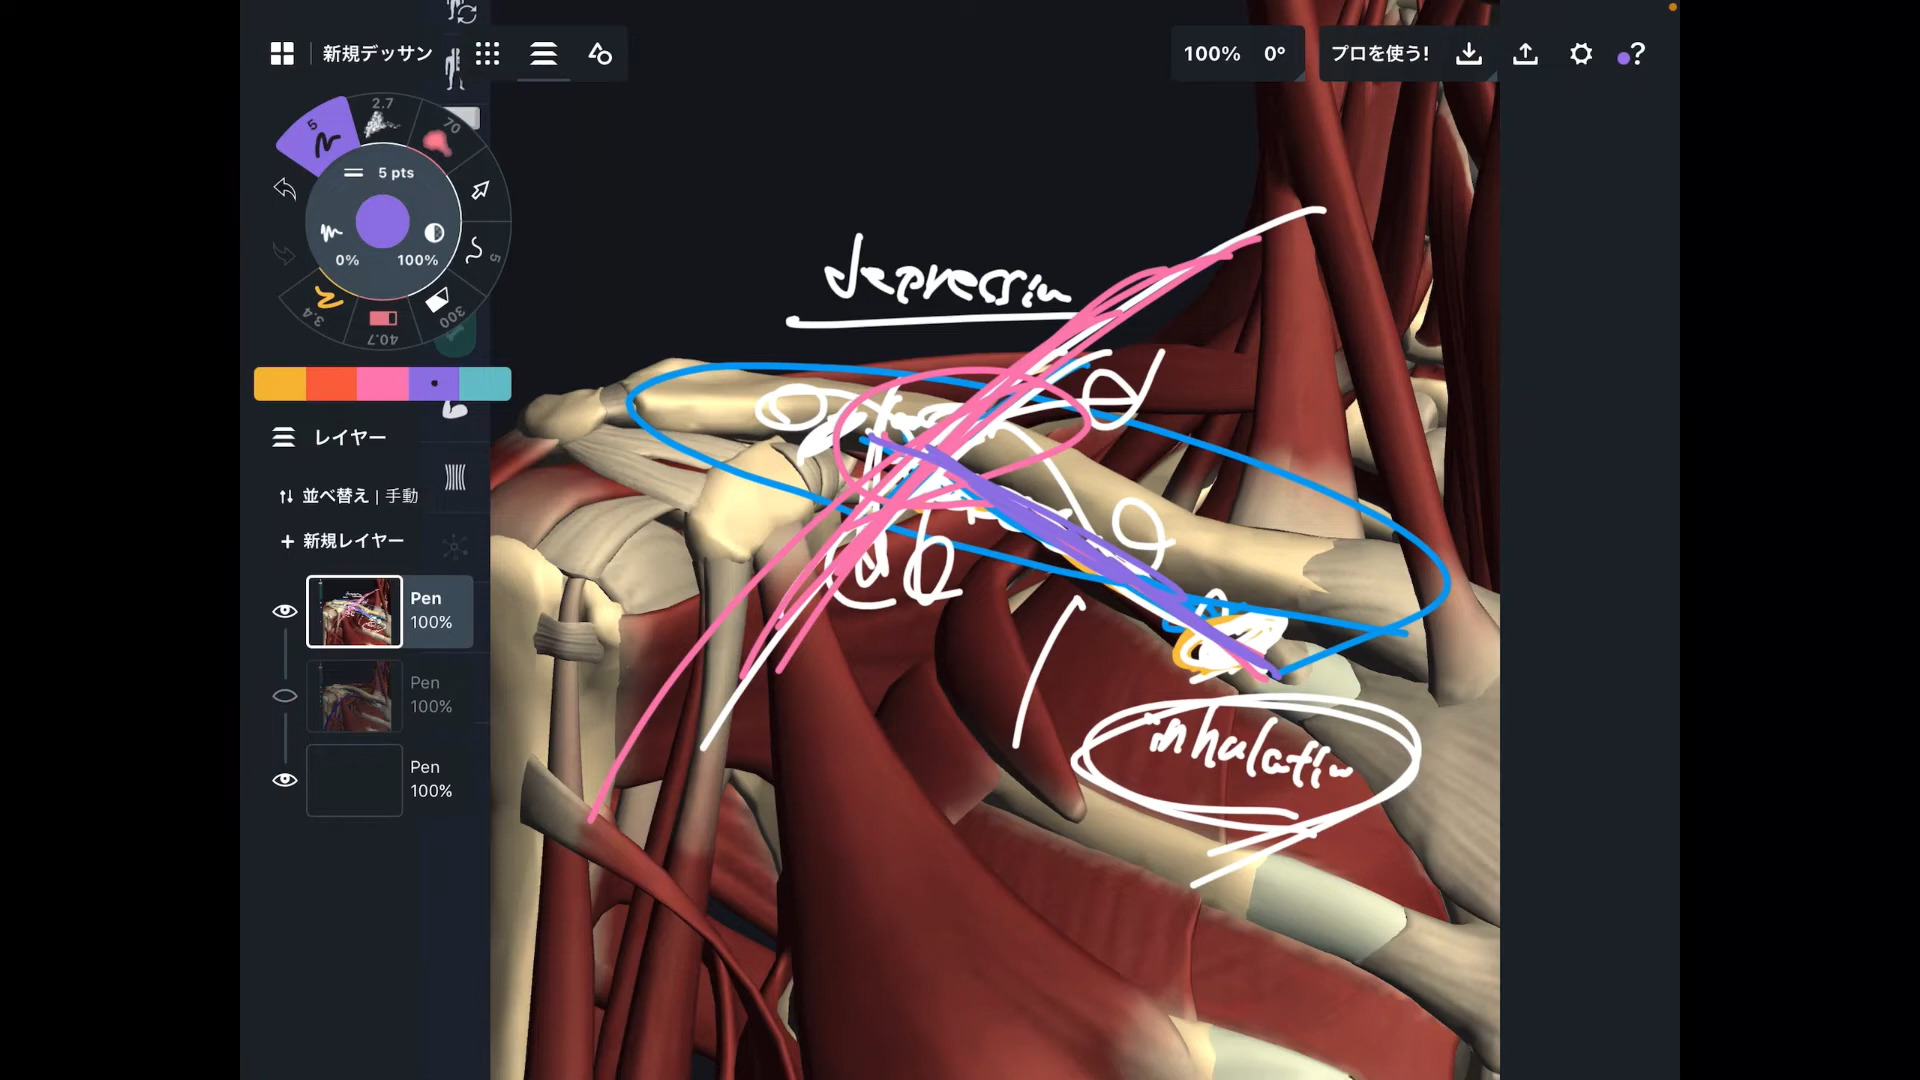 新規デッサン
100% 0°
プロを使う!
?
2.7
5
70
5 pts
5
0% 100%
3.4
40.7
300
レイヤー
並べ替え | 手動
+ 新規レイヤー
Pen
100%
Pen
100%
Pen
100%
depression
inhalation